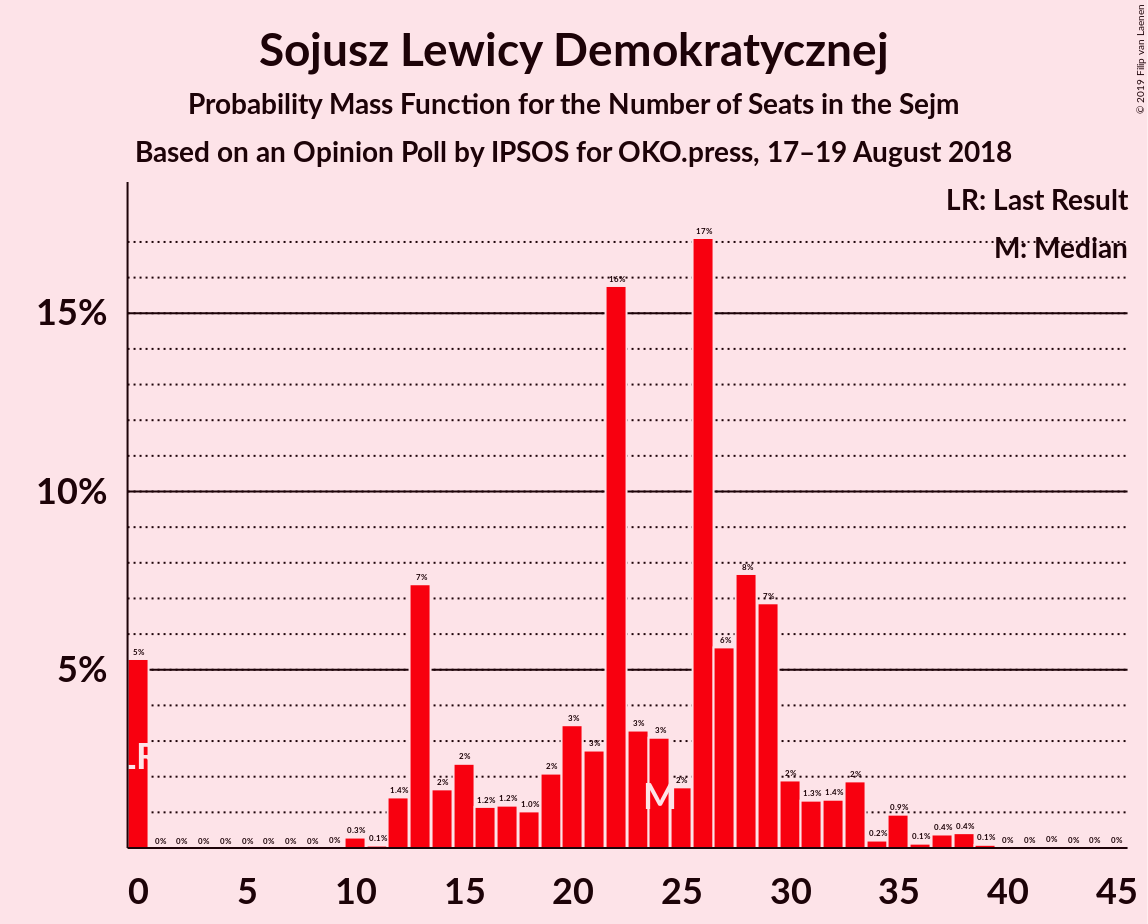 Sojusz Lewicy Demokratycznej
Probability Mass Function for the Number of Seats in the Sejm
Based on an Opinion Poll by IPSOS for OKO.press, 17–19 August 2018
© 2019 Filip van Laenen
LR: Last Result
M: Median
15%
10%
5%
5% 0% 0% 0% 0% 0% 0% 0% 0% 0% 0.3% 0.1% 1.4% 7% 2% 2% 1.2% 1.2% 1.0% 2% 3% 3% 16% 3% 3% 2% 17% 6% 8% 7% 2% 1.3% 1.4% 2% 0.2% 0.9% 0.1% 0.4% 0.4% 0.1% 0% 0% 0% 0% 0% 0%
LR M
0 5 10 15 20 25 30 35 40 45